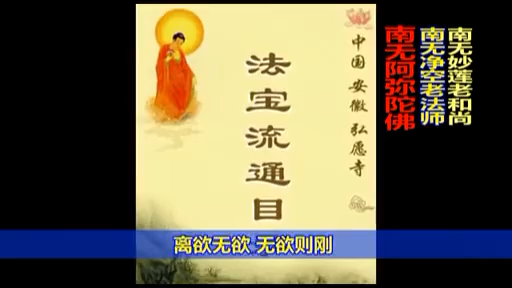 南无妙莲老和尚
南无净空老法师
南无阿弥陀佛
中国安徽弘愿寺
法宝流通目
离欲无欲 无欲则刚